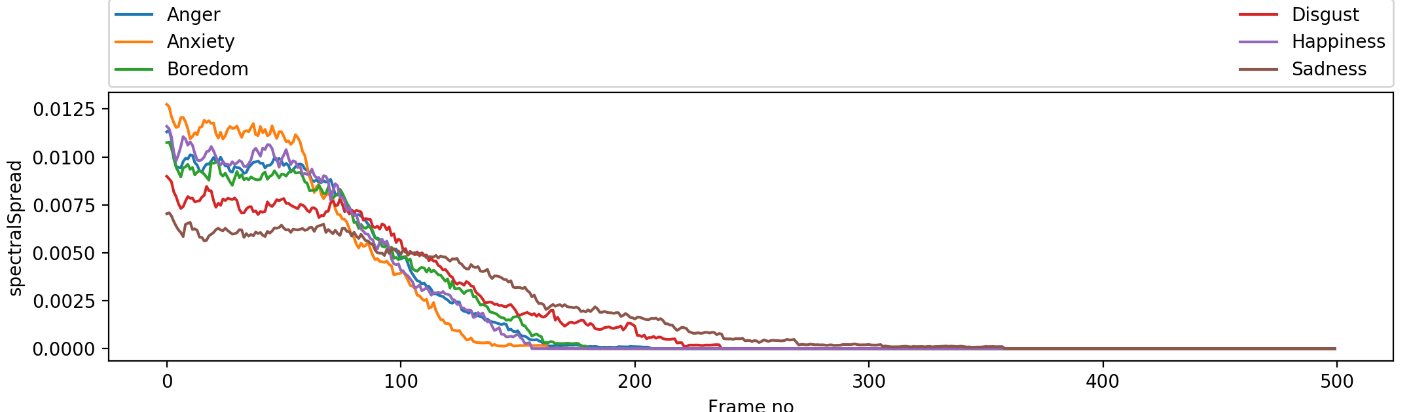 Anger
Anxiety
Boredom
Disgust
Happiness
Sadness
spectralSpread
0.0125
0.0100
0.0075
0.0050
0.0025
0.0000
0 100 200 300 400 500
Frame no